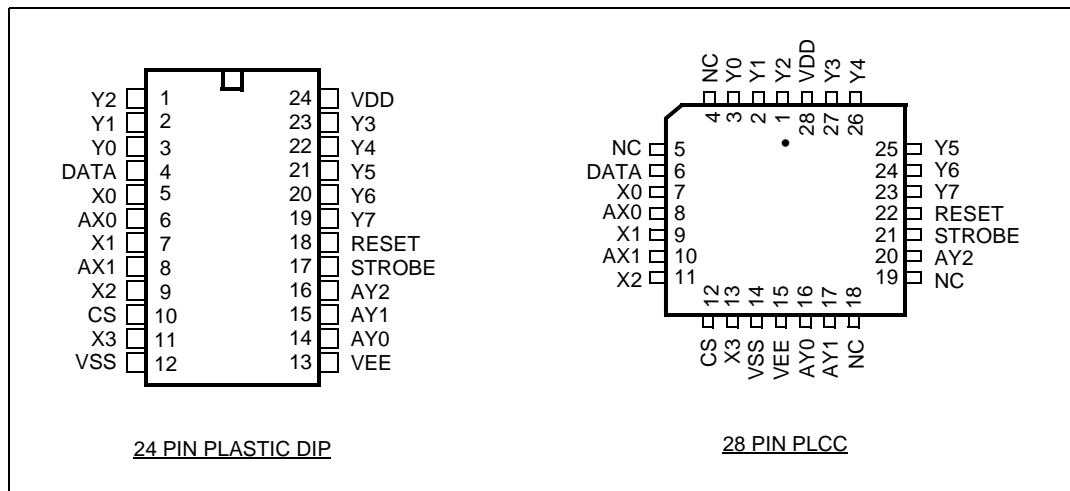 Y2 1 24 VDD
Y1 2 23 Y3
Y0 3 22 Y4
DATA 4 21 Y5
X0 5 20 Y6
AX0 6 19 Y7
X1 7 18 RESET
AX1 8 17 STROBE
X2 9 16 AY2
CS 10 15 AY1
X3 11 14 AY0
VSS 12 13 VEE
24 PIN PLASTIC DIP
NC Y0 Y1 Y2 VDD Y3 Y4
4 3 2 1 28 27 26
NC 5 25 Y5
DATA 6 24 Y6
X0 7 23 Y7
AX0 8 22 RESET
X1 9 21 STROBE
AX1 10 20 AY2
X2 11 19 NC
12 13 14 15 16 17 18
CS X3 VSS VEE AY0 AY1 NC
28 PIN PLCC